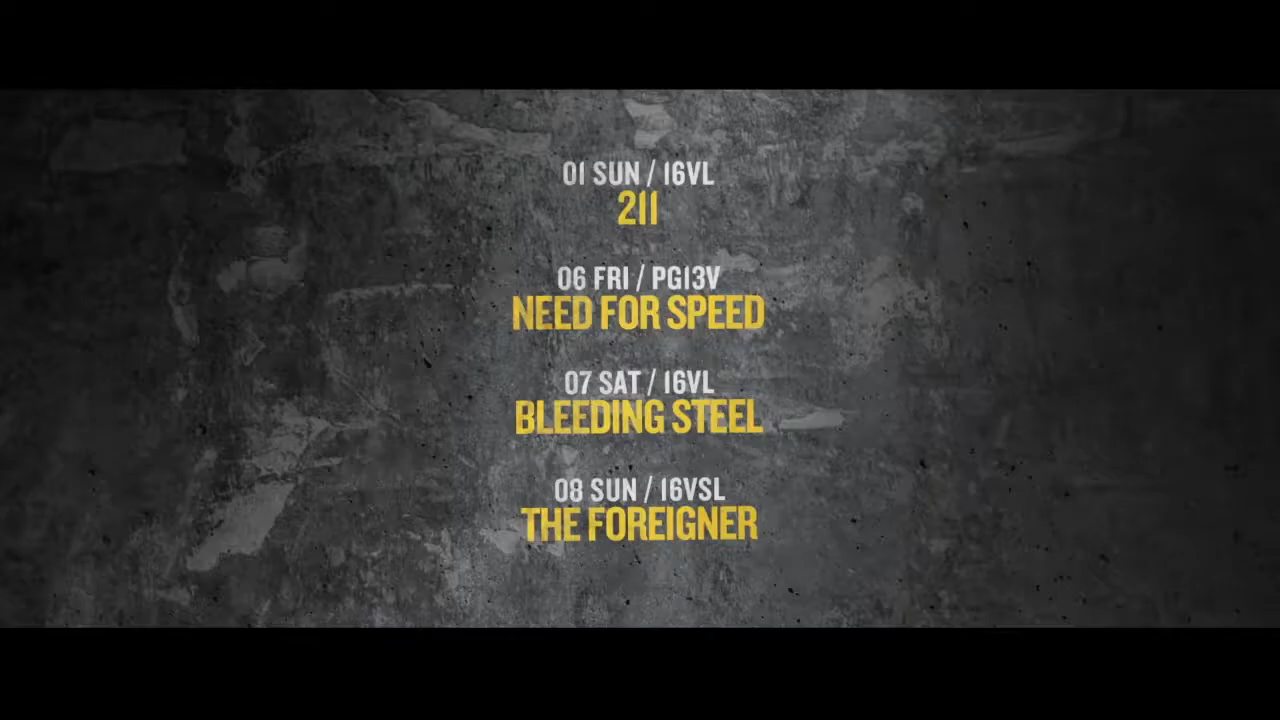 01 SUN / 16VL
211
06 FRI / PG13V
NEED FOR SPEED
07 SAT / 16VL
BLEEDING STEEL
08 SUN / 16VSL
THE FOREIGNER